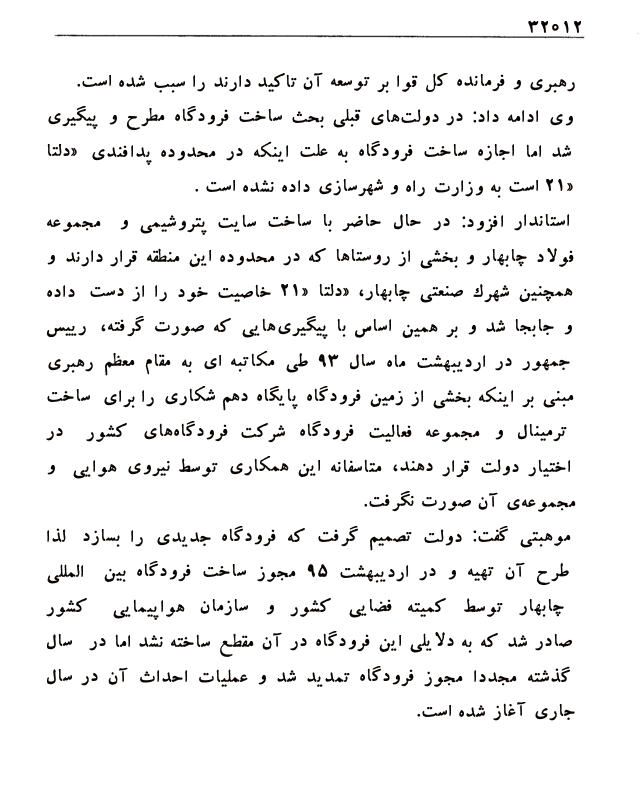 ۳۲۰۱۲
رهبری و فرمانده کل قوا بر توسعه آن تاکید دارند را سبب شده است.
وی ادامه داد: در دولت‌های قبلی بحث ساخت فرودگاه مطرح و پیگیری
شد اما اجازه ساخت فرودگاه به علت اینکه در محدوده پدافندی «دلتا
۲۱» است به وزارت راه و شهرسازی داده نشده است .
استاندار افزود: در حال حاضر با ساخت سایت پتروشیمی و مجموعه
فولاد چابهار و بخشی از روستاها که در محدوده این منطقه قرار دارند و
همچنین شهرك صنعتی چابهار، «دلتا ۲۱» خاصیت خود را از دست داده
و جابجا شد و بر همین اساس با پیگیری‌هایی که صورت گرفته، رییس
جمهور در اردیبهشت ماه سال ۹۳ طی مکاتبه ای به مقام معظم رهبری
مبنی بر اینکه بخشی از زمین فرودگاه پایگاه دهم شکاری را برای ساخت
ترمینال و مجموعه فعالیت فرودگاه شرکت فرودگاه‌های کشور در
اختیار دولت قرار دهند، متاسفانه این همکاری توسط نیروی هوایی و
مجموعه‌ی آن صورت نگرفت.
موهبتی گفت: دولت تصمیم گرفت که فرودگاه جدیدی را بسازد لذا
طرح آن تهیه و در اردیبهشت ۹۵ مجوز ساخت فرودگاه بین المللی
چابهار توسط کمیته فضایی کشور و سازمان هواپیمایی کشور
صادر شد که به دلایلی این فرودگاه در آن مقطع ساخته نشد اما در سال
گذشته مجددا مجوز فرودگاه تمدید شد و عملیات احداث آن در سال
جاری آغاز شده است.